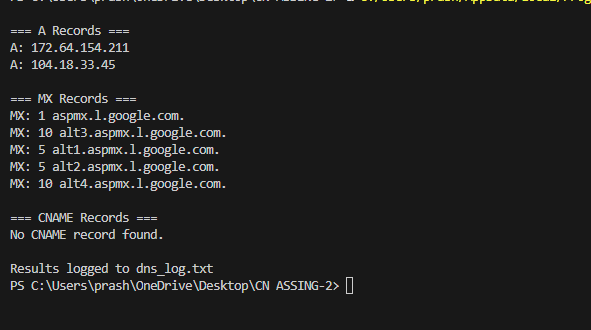 === A Records ===
A: 172.64.154.211
A: 104.18.33.45
=== MX Records ===
MX: 1 aspmx.l.google.com.
MX: 10 alt3.aspmx.l.google.com.
MX: 5 alt1.aspmx.l.google.com.
MX: 5 alt2.aspmx.l.google.com.
MX: 10 alt4.aspmx.l.google.com.
=== CNAME Records ===
No CNAME record found.
Results logged to dns_log.txt
PS C:\Users\prash\OneDrive\Desktop\CN ASSING-2>